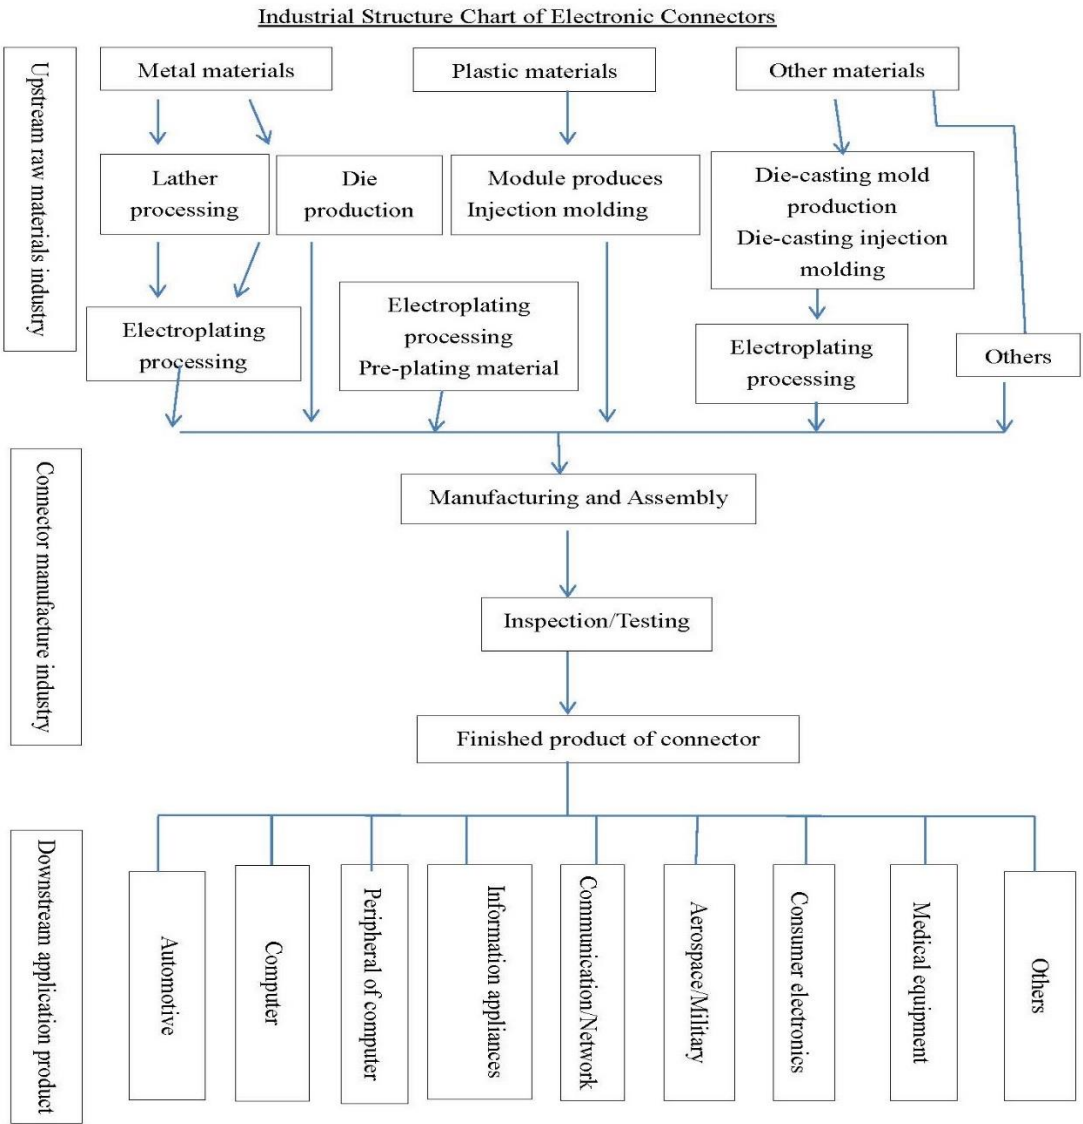 Industrial Structure Chart of Electronic Connectors
Upstream raw materials industry
Metal materials
Plastic materials
Other materials
Lather
processing
Die
production
Module produces
Injection molding
Die-casting mold
production
Die-casting injection
molding
Electroplating
processing
Electroplating
processing
Pre-plating material
Electroplating
processing
Others
Connector manufacture industry
Manufacturing and Assembly
Inspection/Testing
Finished product of connector
Downstream application product
Automotive
Computer
Peripheral of computer
Information appliances
Communication/Network
Aerospace/Military
Consumer electronics
Medical equipment
Others